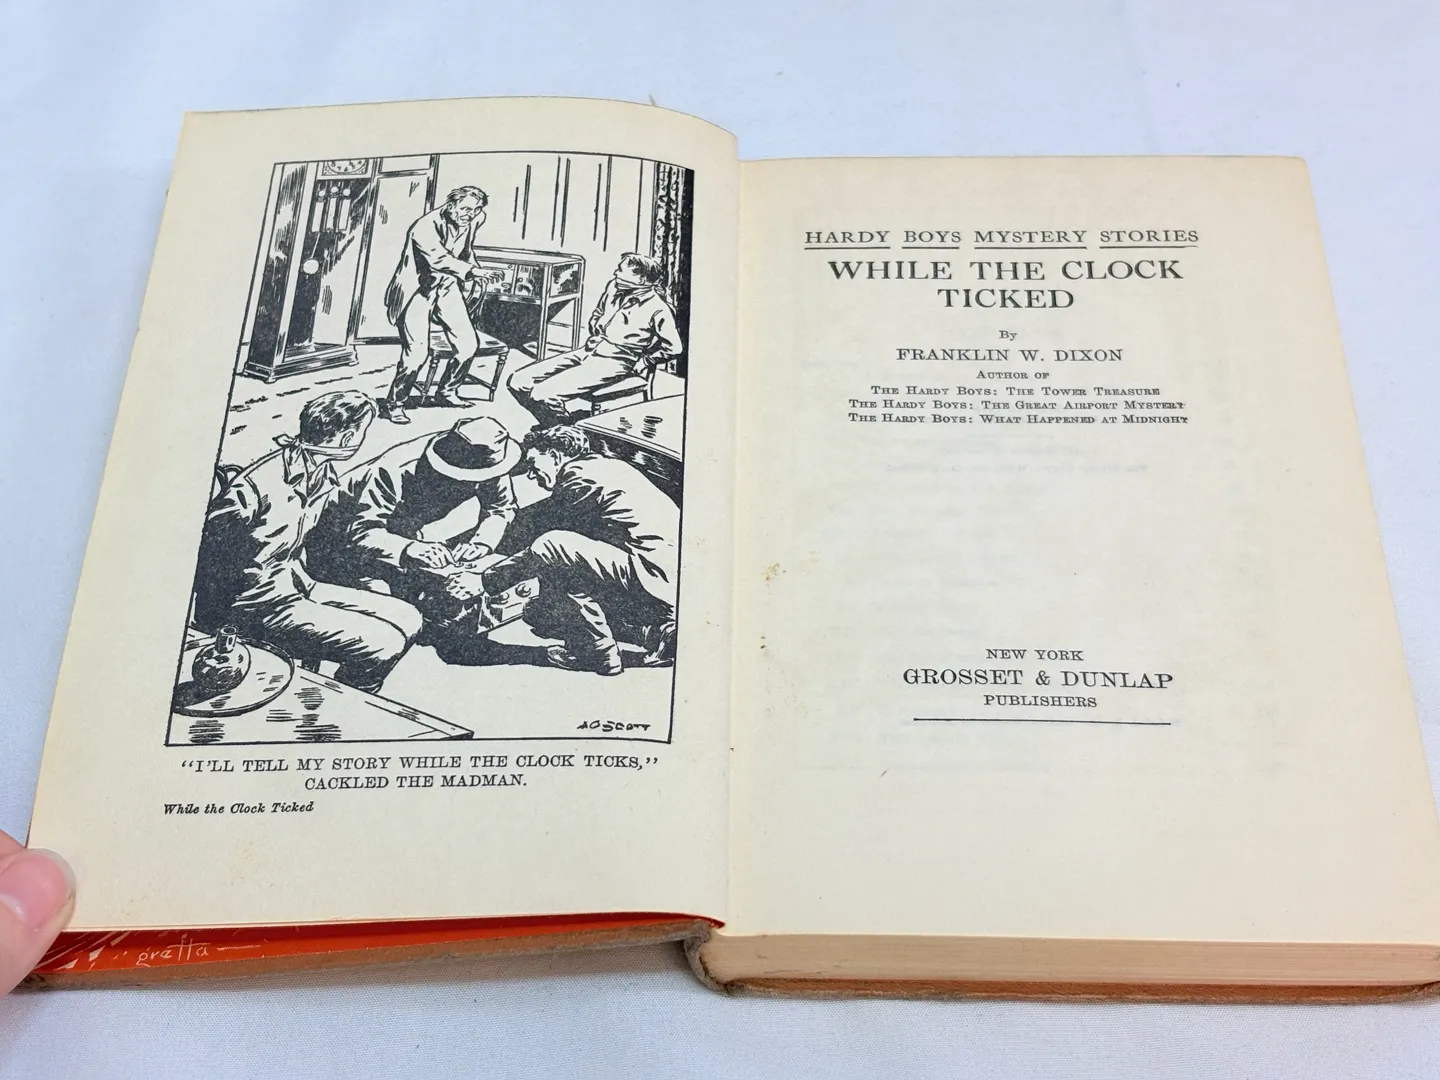 A O SCOTT
"I'LL TELL MY STORY WHILE THE CLOCK TICKS,"
CACKLED THE MADMAN.
While the Clock Ticked
gretta
HARDY BOYS MYSTERY STORIES
WHILE THE CLOCK
TICKED
By
FRANKLIN W. DIXON
AUTHOR OF
THE HARDY BOYS: THE TOWER TREASURE
THE HARDY BOYS: THE GREAT AIRPORT MYSTERY
THE HARDY BOYS: WHAT HAPPENED AT MIDNIGHT
NEW YORK
GROSSET & DUNLAP
PUBLISHERS